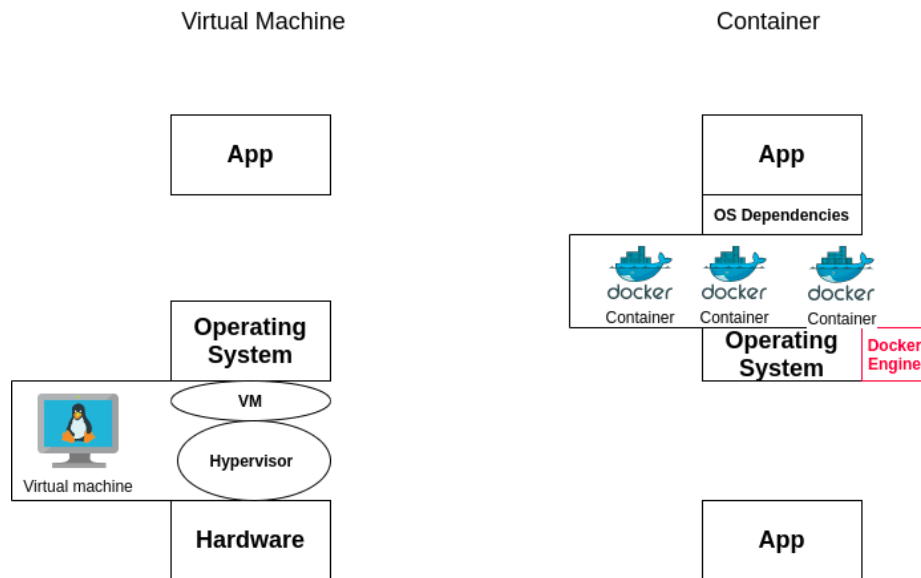 Virtual Machine
Container
App
App
OS Dependencies
docker
docker
docker
Container
Container
Container
Operating
System
Operating
System
Docker
Engine
VM
Hypervisor
Virtual machine
Hardware
App